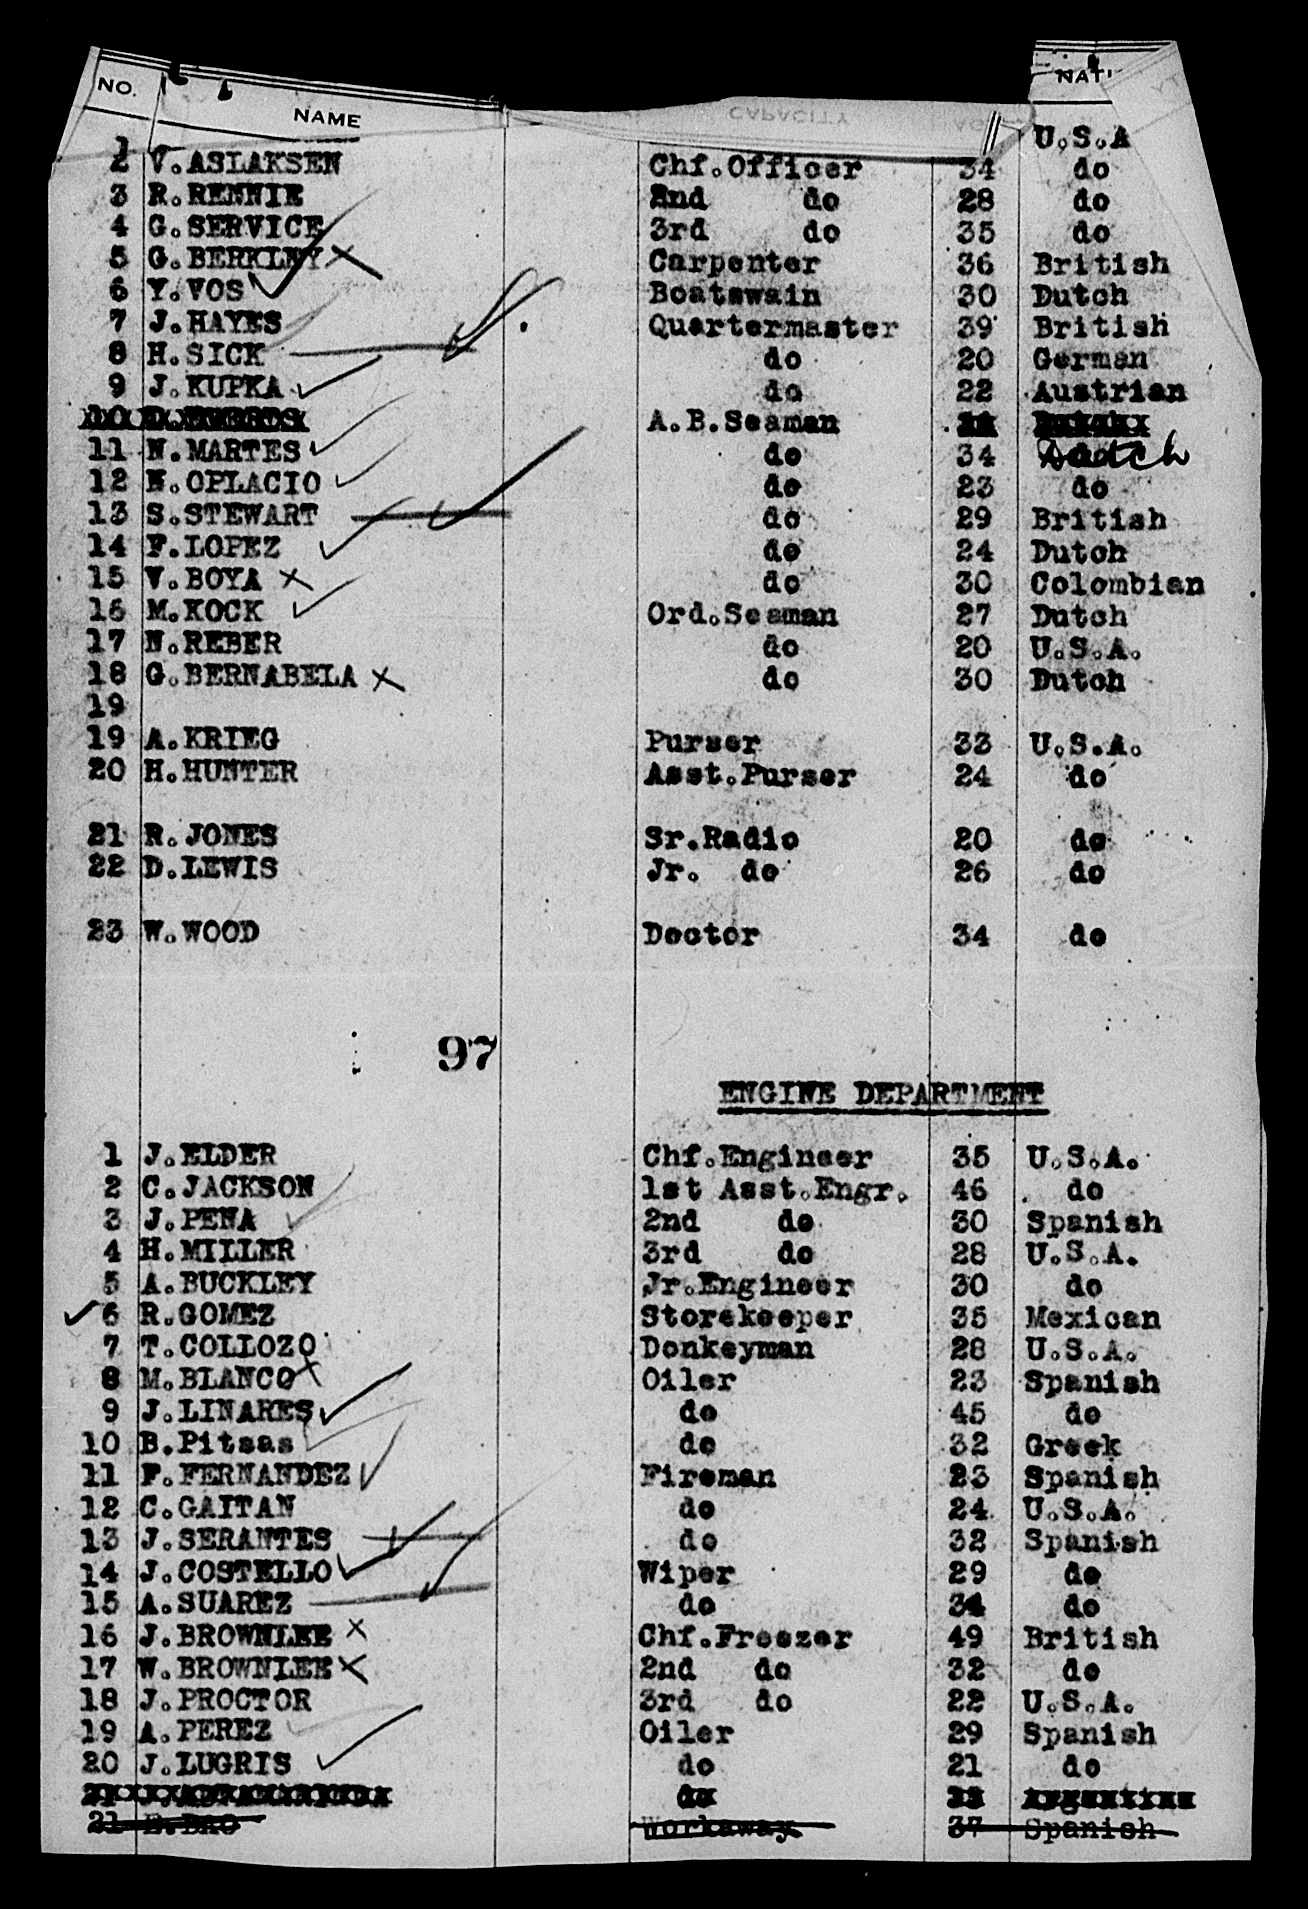 NO. NAME NATI
1 U.S.A
2 V.ASLAKSEN Chf.Officer 34 do
3 R.RENNIE 2nd do 28 do
4 G.SERVICE 3rd do 35 do
5 G.BERKLEY Carpenter 36 British
6 Y.VOS Boatswain 30 Dutch
7 J.HAYES Quartermaster 39 British
8 H.SICK do 20 German
9 J.KUPKA do 22 Austrian
10 A.B.Seaman
11 N.MARTES do 34 Dutch
12 N.OPLACIO do 23 do
13 S.STEWART do 29 British
14 F.LOPEZ do 24 Dutch
15 V.BOYA do 30 Colombian
16 M.KOCK Ord.Seaman 27 Dutch
17 N.REBER do 20 U.S.A.
18 G.BERNABELA do 30 Dutch
19
19 A.KRIEG Purser 33 U.S.A.
20 H.HUNTER Asst.Purser 24 do
21 R.JONES Sr.Radio 20 do
22 D.LEWIS Jr. do 26 do
23 W.WOOD Doctor 34 do
97
ENGINE DEPARTMENT
1 J.ELDER Chf.Engineer 35 U.S.A.
2 C.JACKSON 1st Asst.Engr. 46 do
3 J.PENA 2nd do 30 Spanish
4 H.MILLER 3rd do 28 U.S.A.
5 A.BUCKLEY Jr.Engineer 30 do
6 R.GOMEZ Storekeeper 35 Mexican
7 T.COLLOZO Donkeyman 28 U.S.A.
8 M.BLANCO Oiler 23 Spanish
9 J.LINARES do 45 do
10 B.Pitsas do 32 Greek
11 F.FERNANDEZ Fireman 23 Spanish
12 C.GAITAN do 24 U.S.A.
13 J.SERANTES do 32 Spanish
14 J.COSTELLO Wiper 29 do
15 A.SUAREZ do 34 do
16 J.BROWNLEE Chf.Freezer 49 British
17 W.BROWNLEE 2nd do 32 do
18 J.PROCTOR 3rd do 22 U.S.A.
19 A.PEREZ Oiler 29 Spanish
20 J.LUGRIS do 21 do
21 do
21 Workaway 37 Spanish